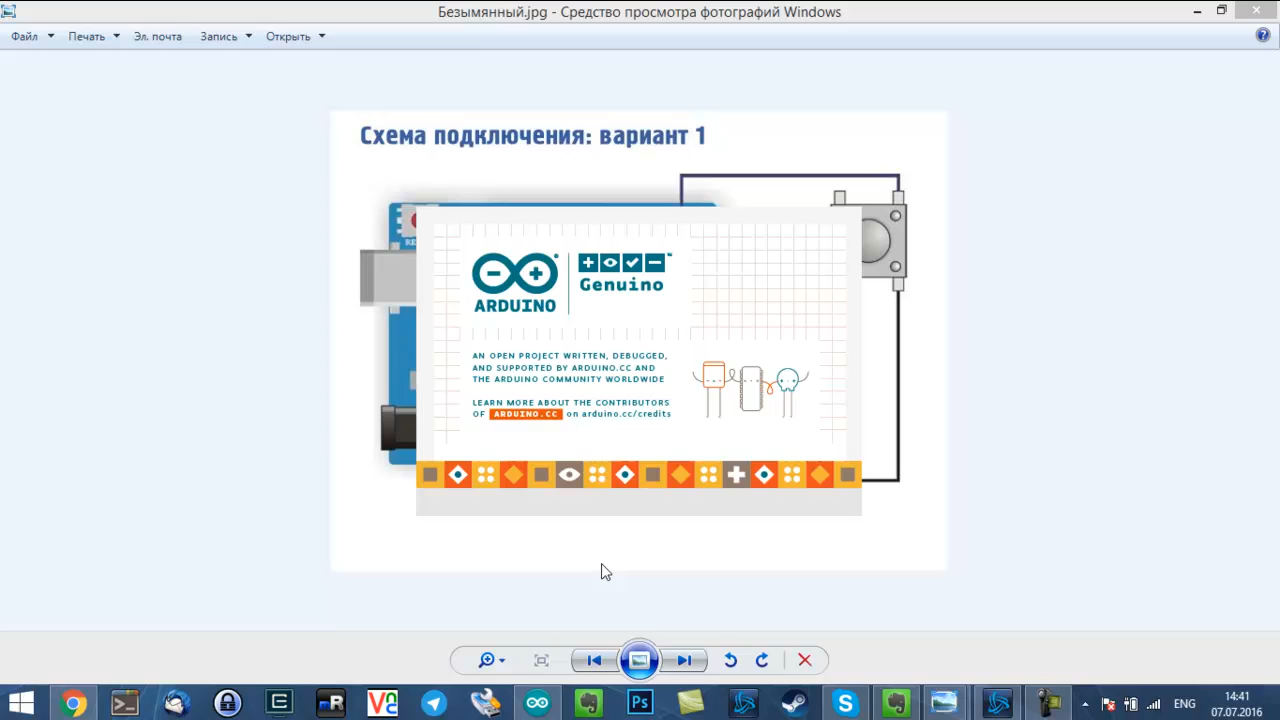 Безымянный.jpg - Средство просмотра фотографий Windows
Файл Печать Эл. почта Запись Открыть
Схема подключения: вариант 1
RE
ARDUINO
Genuino
AN OPEN PROJECT WRITTEN, DEBUGGED,
AND SUPPORTED BY ARDUINO.CC AND
THE ARDUINO COMMUNITY WORLDWIDE
LEARN MORE ABOUT THE CONTRIBUTORS
OF ARDUINO.CC on arduino.cc/credits
ENG
14:41
07.07.2016